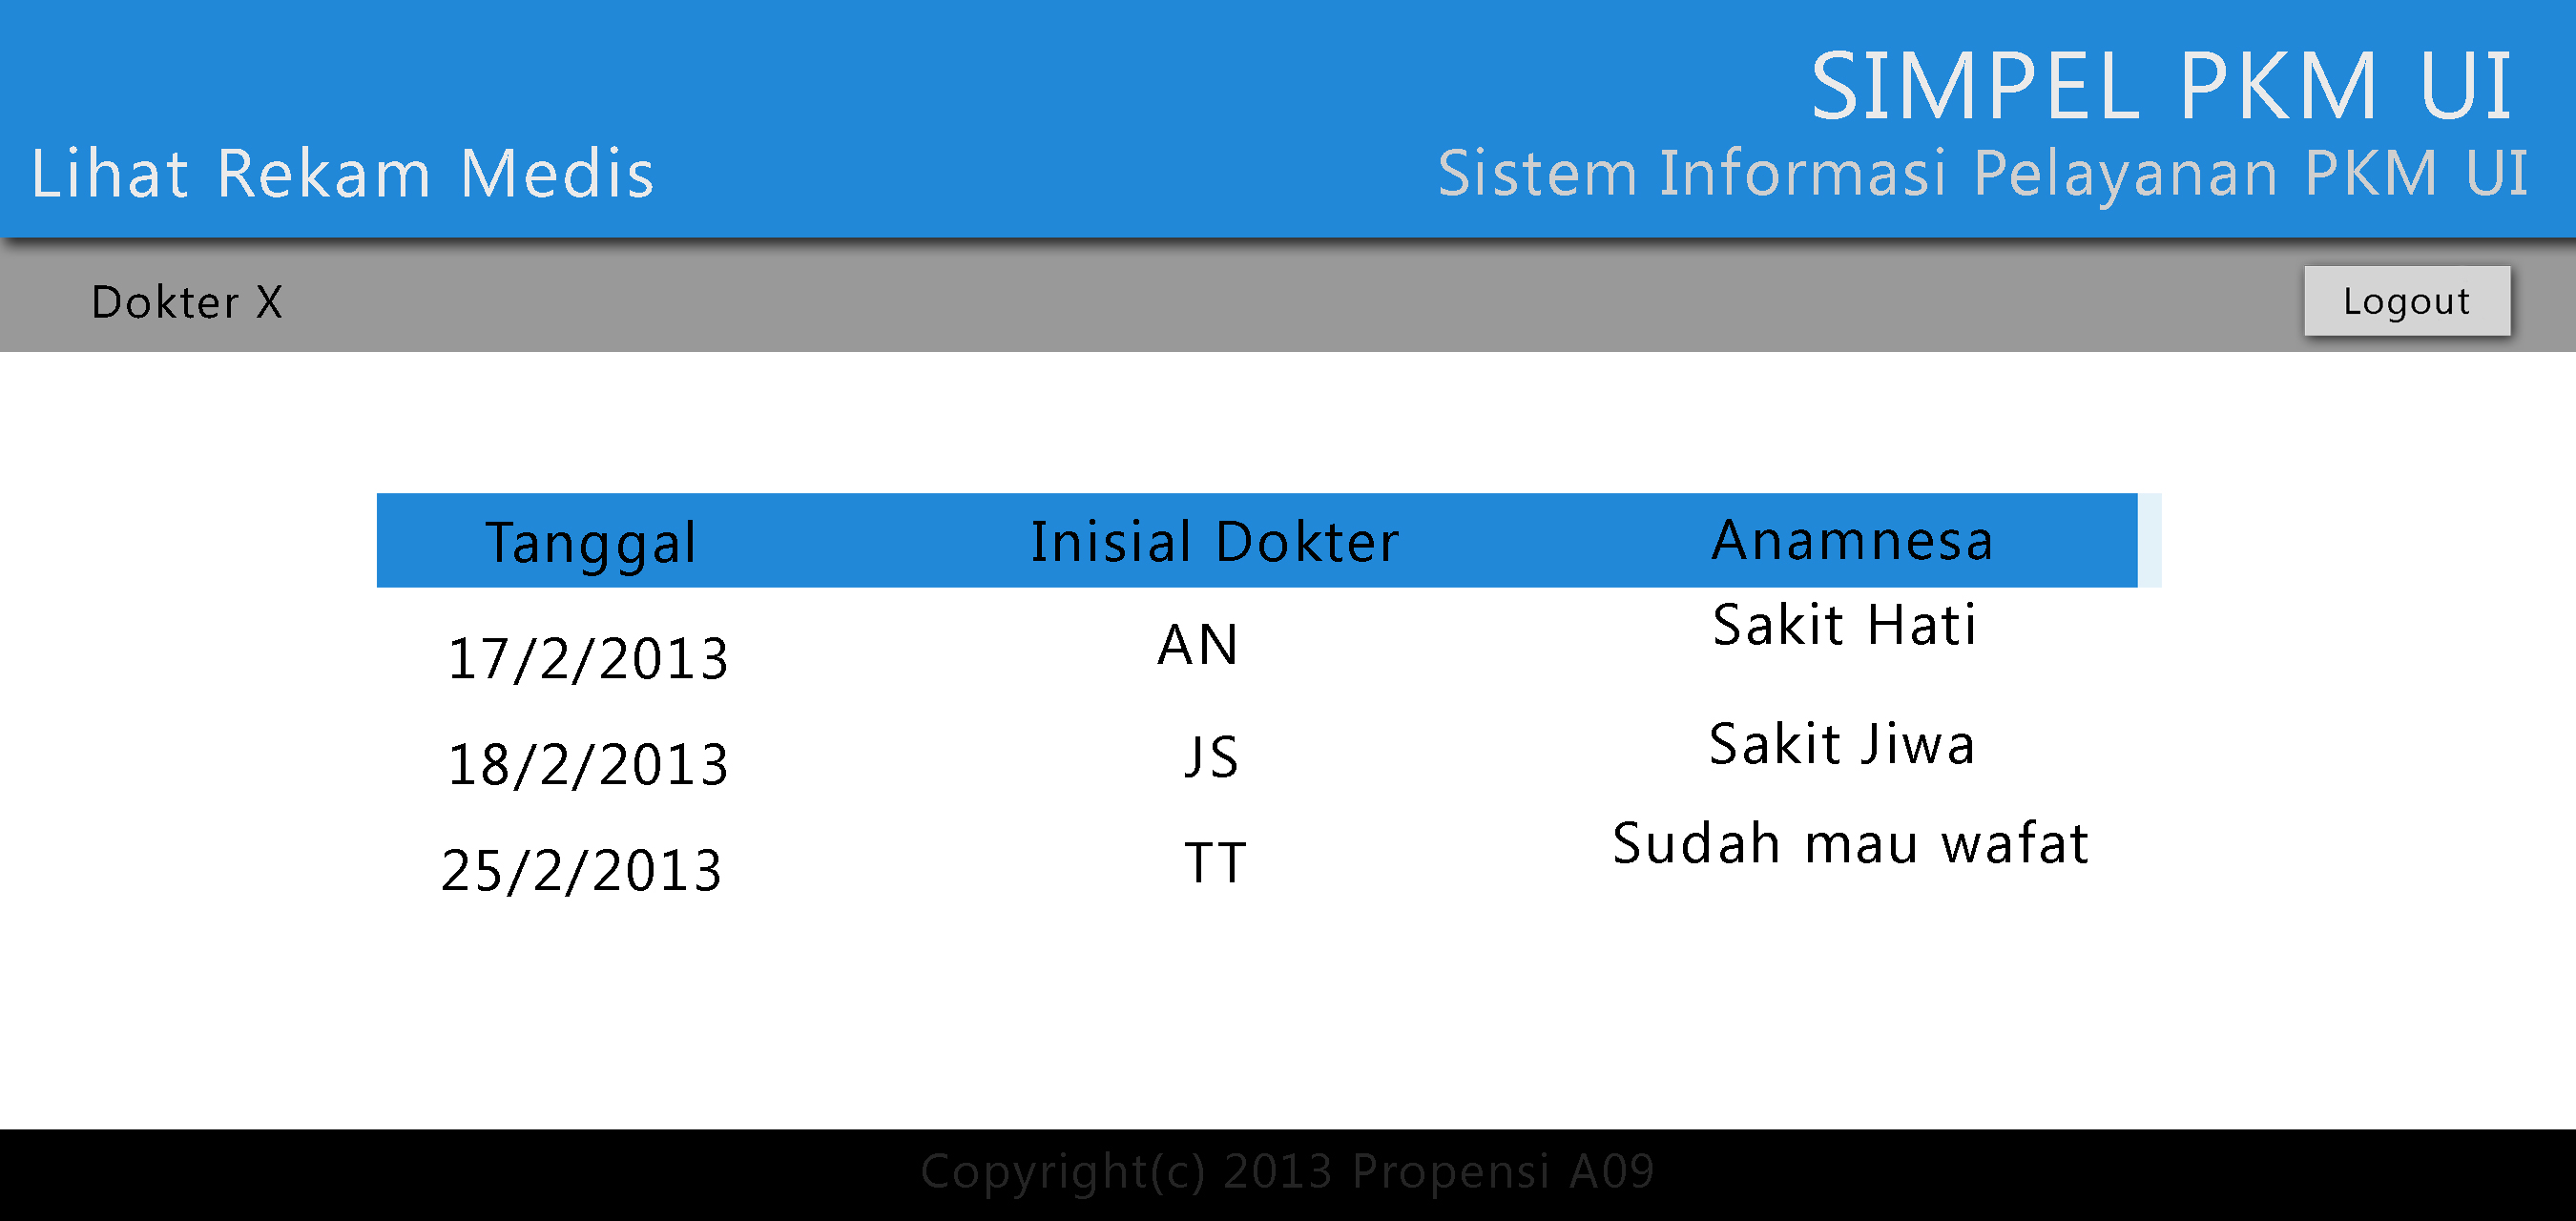 SIMPEL PKM UI
Lihat Rekam Medis
Sistem Informasi Pelayanan PKM UI
Dokter X
Logout
Tanggal Inisial Dokter Anamnesa
17/2/2013 AN Sakit Hati
18/2/2013 JS Sakit Jiwa
25/2/2013 TT Sudah mau wafat
Copyright(c) 2013 Propensi A09